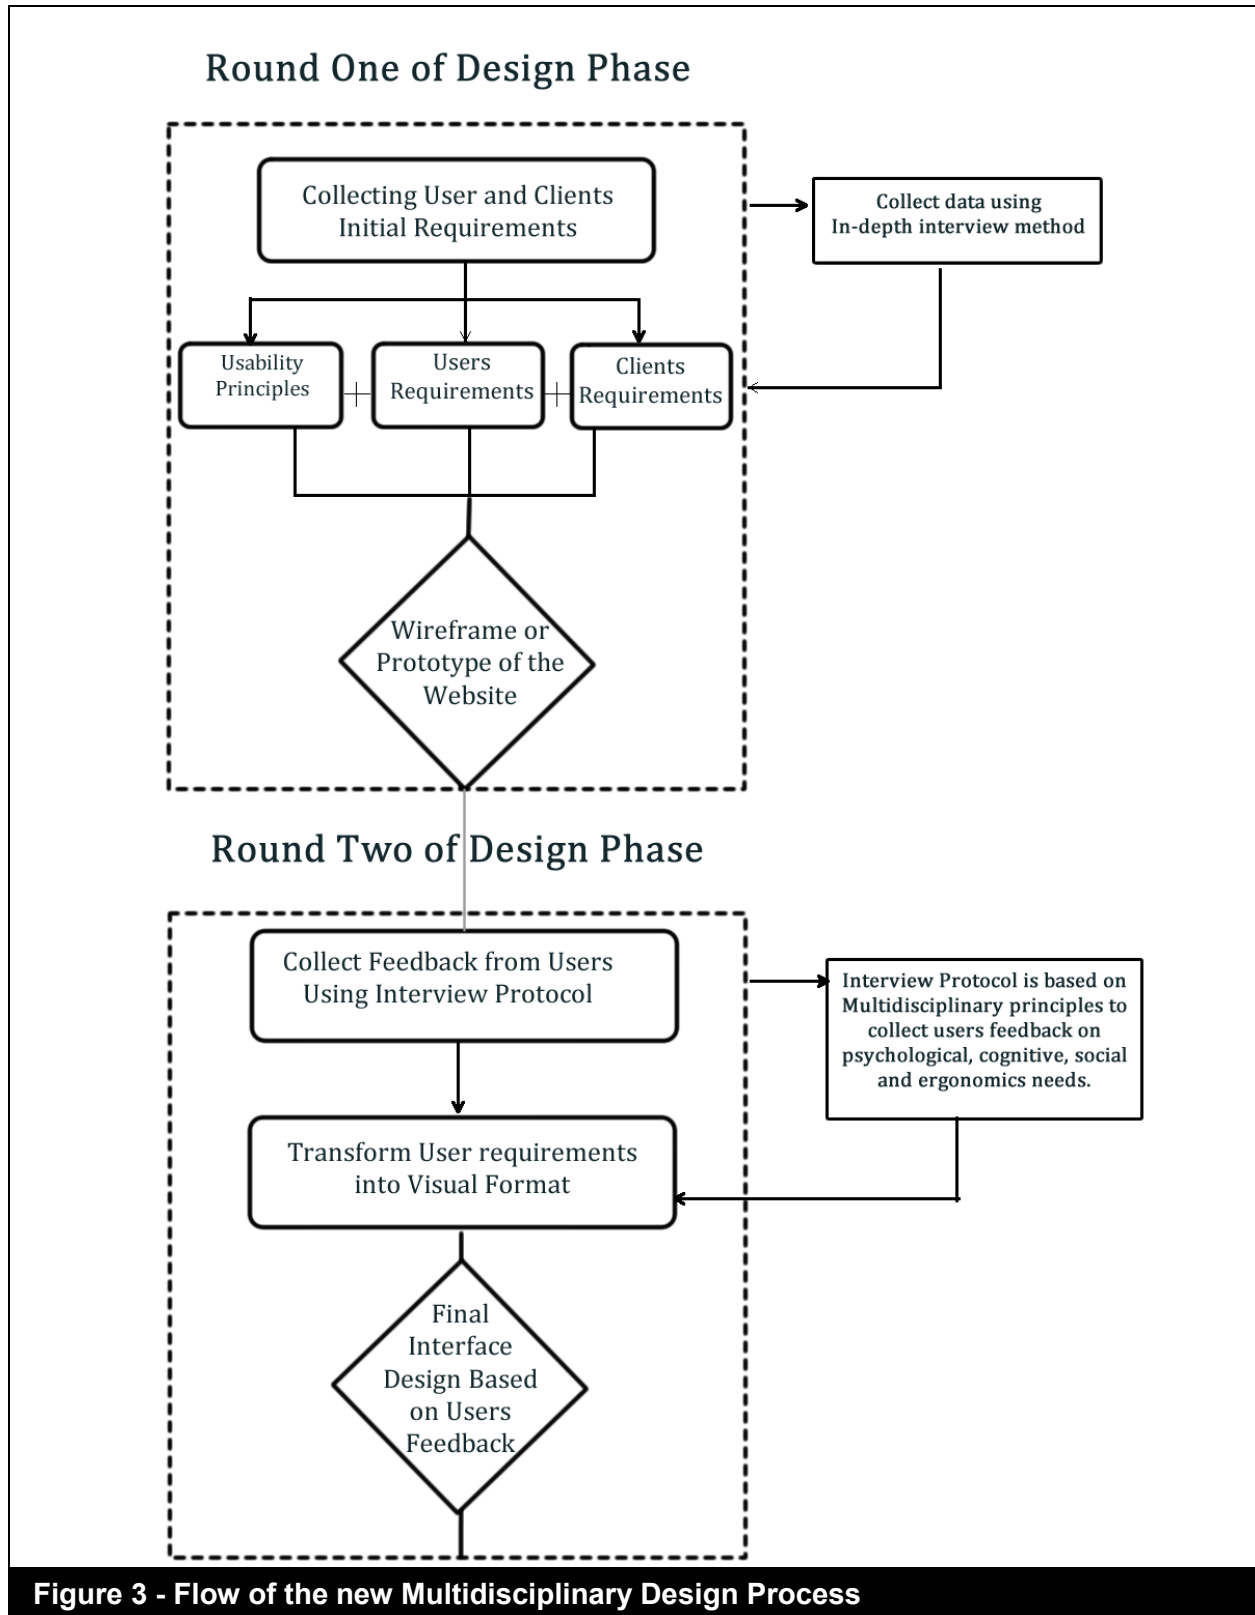 Round One of Design Phase
Collecting User and Clients
Initial Requirements
Collect data using
In-depth interview method
Usability
Principles
Users
Requirements
Clients
Requirements
Wireframe or
Prototype of the
Website
Round Two of Design Phase
Collect Feedback from Users
Using Interview Protocol
Interview Protocol is based on
Multidisciplinary principles to
collect users feedback on
psychological, cognitive, social
and ergonomics needs.
Transform User requirements
into Visual Format
Final
Interface
Design Based
on Users
Feedback
Figure 3 - Flow of the new Multidisciplinary Design Process